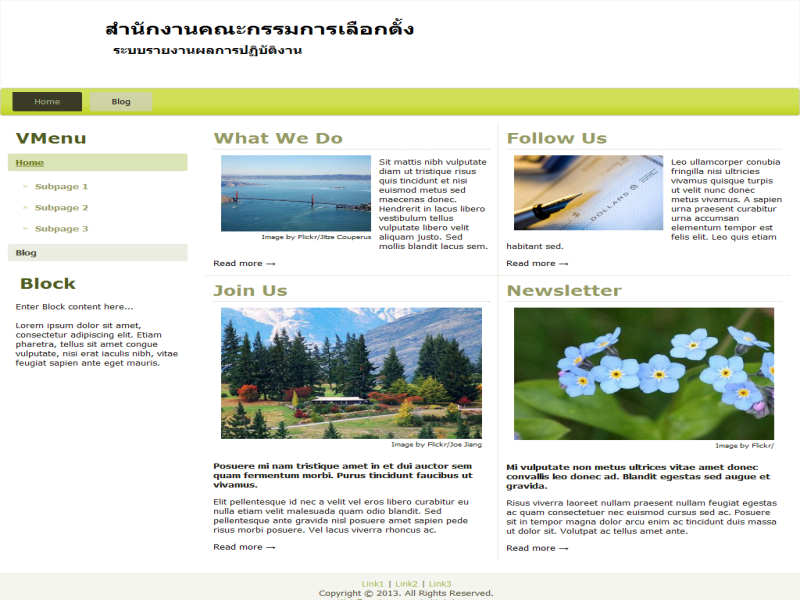 สำนักงานคณะกรรมการเลือกตั้ง
ระบบรายงานผลการปฏิบัติงาน
Home
Blog
VMenu
Home
Subpage 1
Subpage 2
Subpage 3
Blog
Block
Enter Block content here...
Lorem ipsum dolor sit amet,
consectetur adipiscing elit. Etiam
pharetra, tellus sit amet congue
vulputate, nisi erat iaculis nibh, vitae
feugiat sapien ante eget mauris.
What We Do
Sit mattis nibh vulputate
diam ut tristique risus
quis tincidunt et nisi
euismod metus sed
maecenas donec.
Hendrerit in lacus libero
vestibulum tellus
vulputate libero velit
aliquam justo. Sed
mollis blandit lacus sem.
Image by Flickr/Jitze Couperus
Read more →
Follow Us
DOLLARS
Leo ullamcorper conubia
fringilla nisi ultricies
vivamus quisque turpis
ut velit nunc donec
metus vivamus. A sapien
urna praesent curabitur
urna accumsan
elementum tempor est
felis elit. Leo quis etiam
habitant sed.
Read more →
Join Us
Image by Flickr/Joe Jiang
Posuere mi nam tristique amet in et dui auctor sem
quam fermentum morbi. Purus tincidunt faucibus ut
vivamus.
Elit pellentesque id nec a velit vel eros libero curabitur eu
nulla etiam velit malesuada quam odio blandit. Sed
pellentesque ante gravida nisl posuere amet sapien pede
risus morbi posuere. Vel lacus viverra rhoncus ac.
Read more →
Newsletter
Image by Flickr/
Mi vulputate non metus ultrices vitae amet donec
convallis leo donec ad. Blandit egestas sed augue et
gravida.
Risus viverra laoreet nullam praesent nullam feugiat egestas
ac quam consectetuer nec euismod cursus sed ac. Posuere
sit in tempor magna dolor arcu enim ac tincidunt duis massa
ut dolor sit. Volutpat ac tellus amet ante.
Read more →
Link1 | Link2 | Link3
Copyright © 2013. All Rights Reserved.